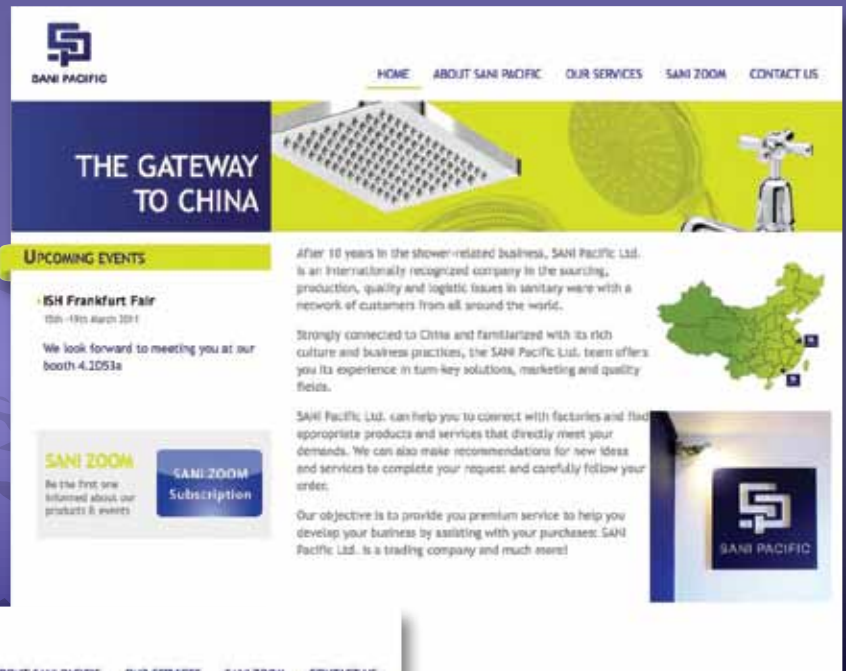 SANI PACIFIC
HOME ABOUT SANI PACIFIC OUR SERVICES SANI ZOOM CONTACT US
THE GATEWAY
TO CHINA
UPCOMING EVENTS
ISH Frankfurt Fair
15th -19th March 2011
We look forward to meeting you at our
booth 4.2D53a
SANI ZOOM
Be the first one
informed about our
products & events
SANI ZOOM
Subscription
After 10 years in the shower-related business, SANI Pacific Ltd.
is an internationally recognized company in the sourcing,
production, quality and logistic issues in sanitary ware with a
network of customers from all around the world.
Strongly connected to China and familiarized with its rich
culture and business practices, the SANI Pacific Ltd. team offers
you its experience in turn-key solutions, marketing and quality
fields.
SANI Pacific Ltd. can help you to connect with factories and find
appropriate products and services that directly meet your
demands. We can also make recommendations for new ideas
and services to complete your request and carefully follow your
order.
Our objective is to provide you premium service to help you
develop your business by assisting with your purchases: SANI
Pacific Ltd. is a trading company and much more!
SANI PACIFIC
ABOUT SANI PACIFIC OUR SERVICES SANI ZOOM CONTACT US